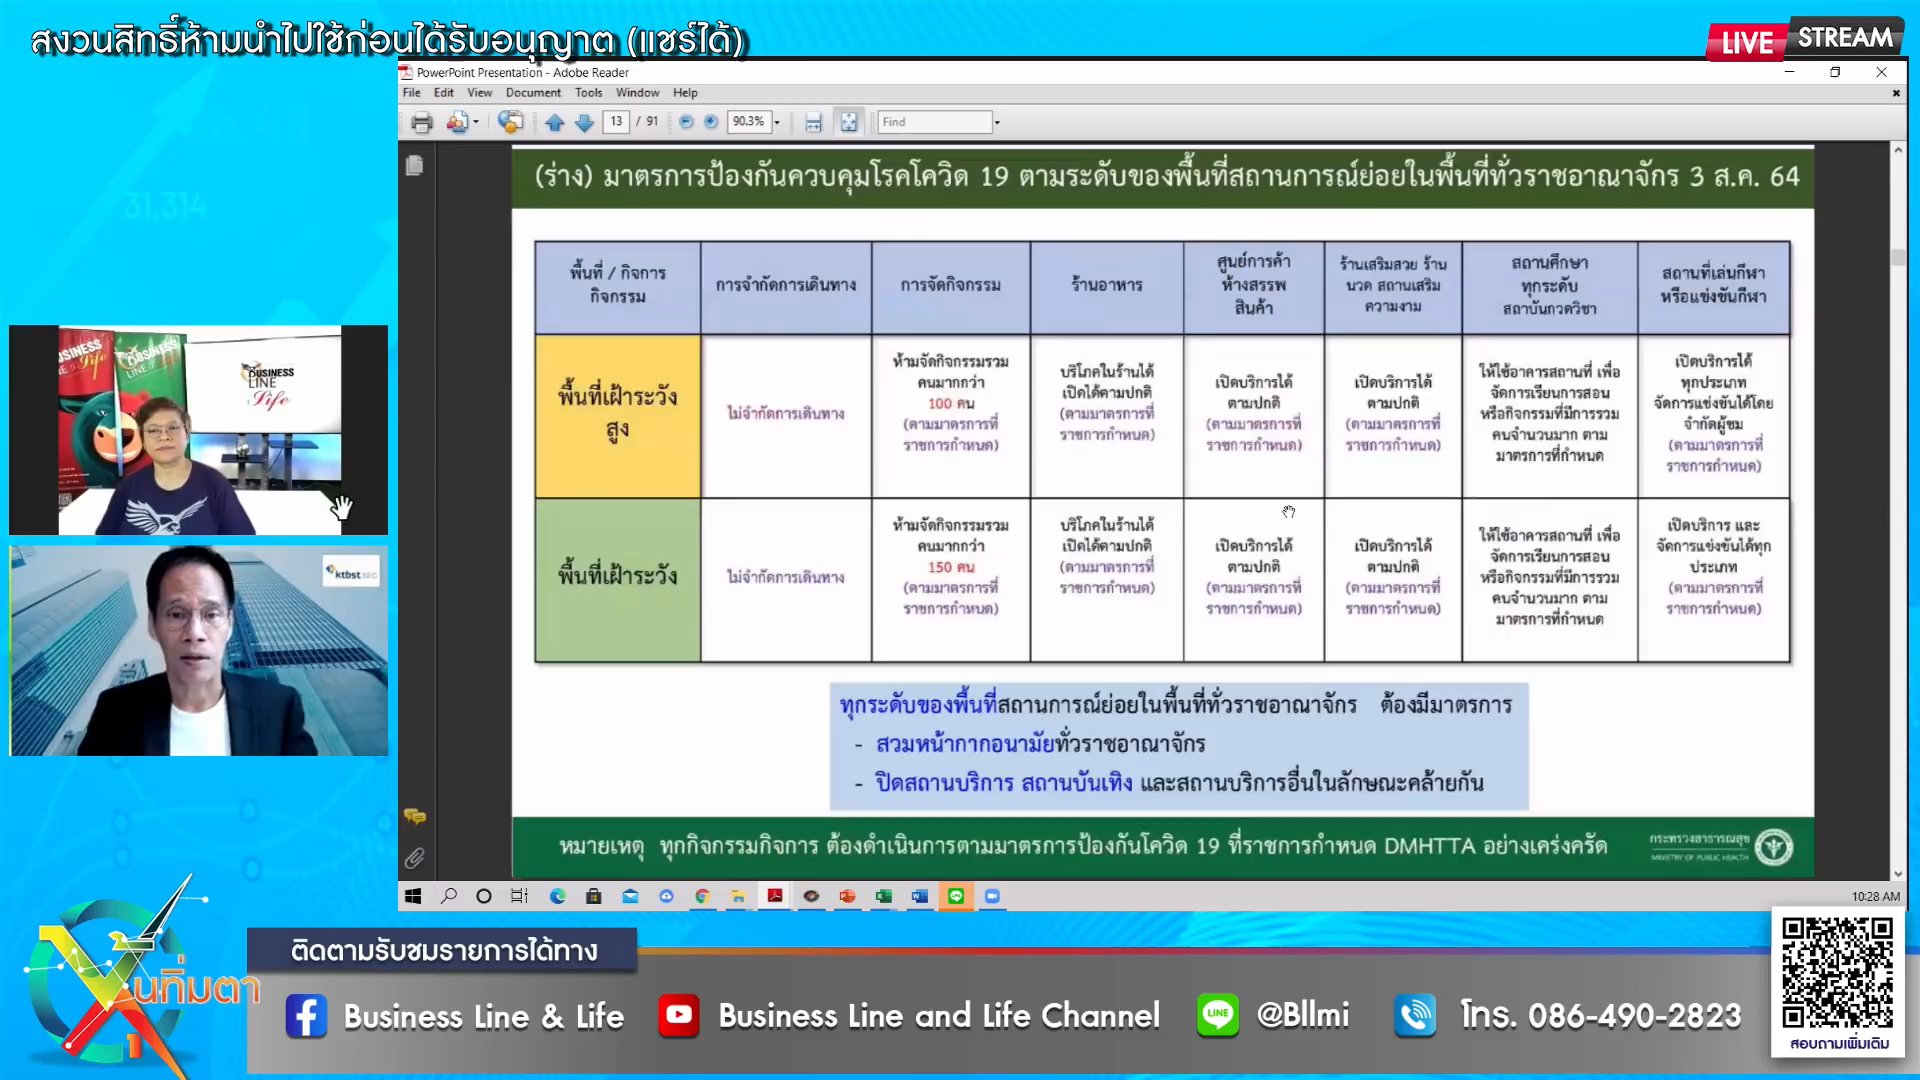 สงวนสิทธิ์ห้ามนำไปใช้ก่อนได้รับอนุญาต (แชร์ได้)
LIVE STREAM
PowerPoint Presentation - Adobe Reader
File Edit View Document Tools Window Help
13 / 91 90.3% Find
31,314
(ร่าง) มาตรการป้องกันควบคุมโรคโควิด 19 ตามระดับของพื้นที่สถานการณ์ย่อยในพื้นที่ทั่วราชอาณาจักร 3 ส.ค. 64
พื้นที่ / กิจการ
กิจกรรม
การจำกัดการเดินทาง
การจัดกิจกรรม
ร้านอาหาร
ศูนย์การค้า
ห้างสรรพ
สินค้า
ร้านเสริมสวย ร้าน
นวด สถานเสริม
ความงาม
สถานศึกษา
ทุกระดับ
สถาบันกวดวิชา
สถานที่เล่นกีฬา
หรือแข่งขันกีฬา
พื้นที่เฝ้าระวัง
สูง
ไม่จำกัดการเดินทาง
ห้ามจัดกิจกรรมรวม
คนมากกว่า
100 คน
(ตามมาตรการที่
ราชการกำหนด)
บริโภคในร้านได้
เปิดได้ตามปกติ
(ตามมาตรการที่
ราชการกำหนด)
เปิดบริการได้
ตามปกติ
(ตามมาตรการที่
ราชการกำหนด)
เปิดบริการได้
ตามปกติ
(ตามมาตรการที่
ราชการกำหนด)
ให้ใช้อาคารสถานที่ เพื่อ
จัดการเรียนการสอน
หรือกิจกรรมที่มีการรวม
คนจำนวนมาก ตาม
มาตรการที่กำหนด
เปิดบริการได้
ทุกประเภท
จัดการแข่งขันได้โดย
จำกัดผู้ชม
(ตามมาตรการที่
ราชการกำหนด)
พื้นที่เฝ้าระวัง
ไม่จำกัดการเดินทาง
ห้ามจัดกิจกรรมรวม
คนมากกว่า
150 คน
(ตามมาตรการที่
ราชการกำหนด)
บริโภคในร้านได้
เปิดได้ตามปกติ
(ตามมาตรการที่
ราชการกำหนด)
เปิดบริการได้
ตามปกติ
(ตามมาตรการที่
ราชการกำหนด)
เปิดบริการได้
ตามปกติ
(ตามมาตรการที่
ราชการกำหนด)
ให้ใช้อาคารสถานที่ เพื่อ
จัดการเรียนการสอน
หรือกิจกรรมที่มีการรวม
คนจำนวนมาก ตาม
มาตรการที่กำหนด
เปิดบริการ และ
จัดการแข่งขันได้ทุก
ประเภท
(ตามมาตรการที่
ราชการกำหนด)
ทุกระดับของพื้นที่สถานการณ์ย่อยในพื้นที่ทั่วราชอาณาจักร ต้องมีมาตรการ
- สวมหน้ากากอนามัยทั่วราชอาณาจักร
- ปิดสถานบริการ สถานบันเทิง และสถานบริการอื่นในลักษณะคล้ายกัน
หมายเหตุ ทุกกิจกรรมกิจการ ต้องดำเนินการตามมาตรการป้องกันโควิด 19 ที่ราชการกำหนด DMHTTA อย่างเคร่งครัด
กระทรวงสาธารณสุข
MINISTRY OF PUBLIC HEALTH
BUSINESS
LINE
Life
ktbst SEC
10:28 AM
ทันทิ่มตา
ติดตามรับชมรายการได้ทาง
Business Line & Life
Business Line and Life Channel
LINE
@Bllmi
โทร. 086-490-2823
สอบถามเพิ่มเติม